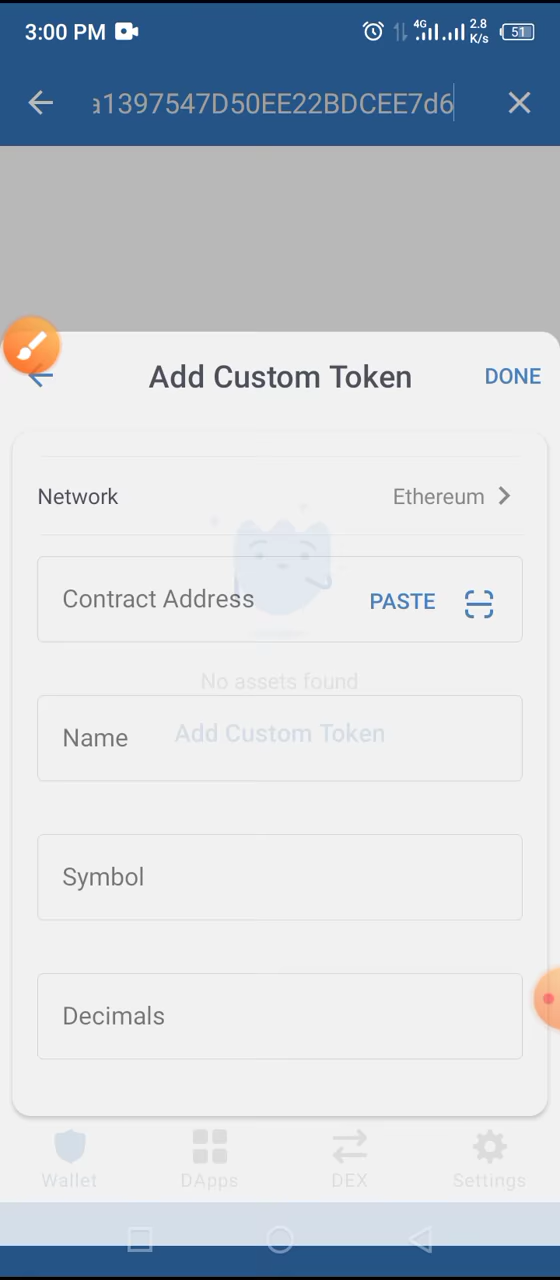 3:00 PM 4G 2.8 K/s 51
a1397547D50EE22BDCEE7d6
Add Custom Token DONE
Network Ethereum
Contract Address PASTE
No assets found
Name Add Custom Token
Symbol
Decimals
Wallet DApps DEX Settings